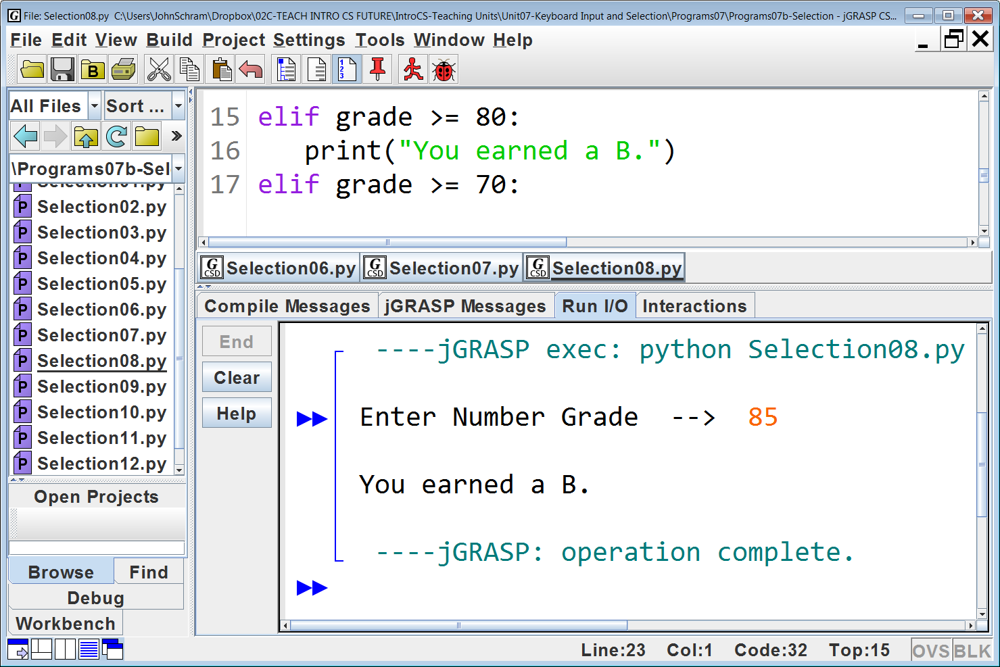 File: Selection08.py  C:\Users\JohnSchram\Dropbox\02C-TEACH INTRO CS FUTURE\IntroCS-Teaching Units\Unit07-Keyboard Input and Selection\Programs07\Programs07b-Selection - jGRASP CS...
File Edit View Build Project Settings Tools Window Help
All Files Sort ...
\Programs07b-Sel
Selection02.py
Selection03.py
Selection04.py
Selection05.py
Selection06.py
Selection07.py
Selection08.py
Selection09.py
Selection10.py
Selection11.py
Selection12.py
Open Projects
Browse Find
Debug
Workbench
15 elif grade >= 80:
16    print("You earned a B.")
17 elif grade >= 70:
Selection06.py Selection07.py Selection08.py
Compile Messages jGRASP Messages Run I/O Interactions
End
Clear
Help
----jGRASP exec: python Selection08.py
Enter Number Grade  -->  85
You earned a B.
----jGRASP: operation complete.
Line:23 Col:1 Code:32 Top:15 OVS BLK